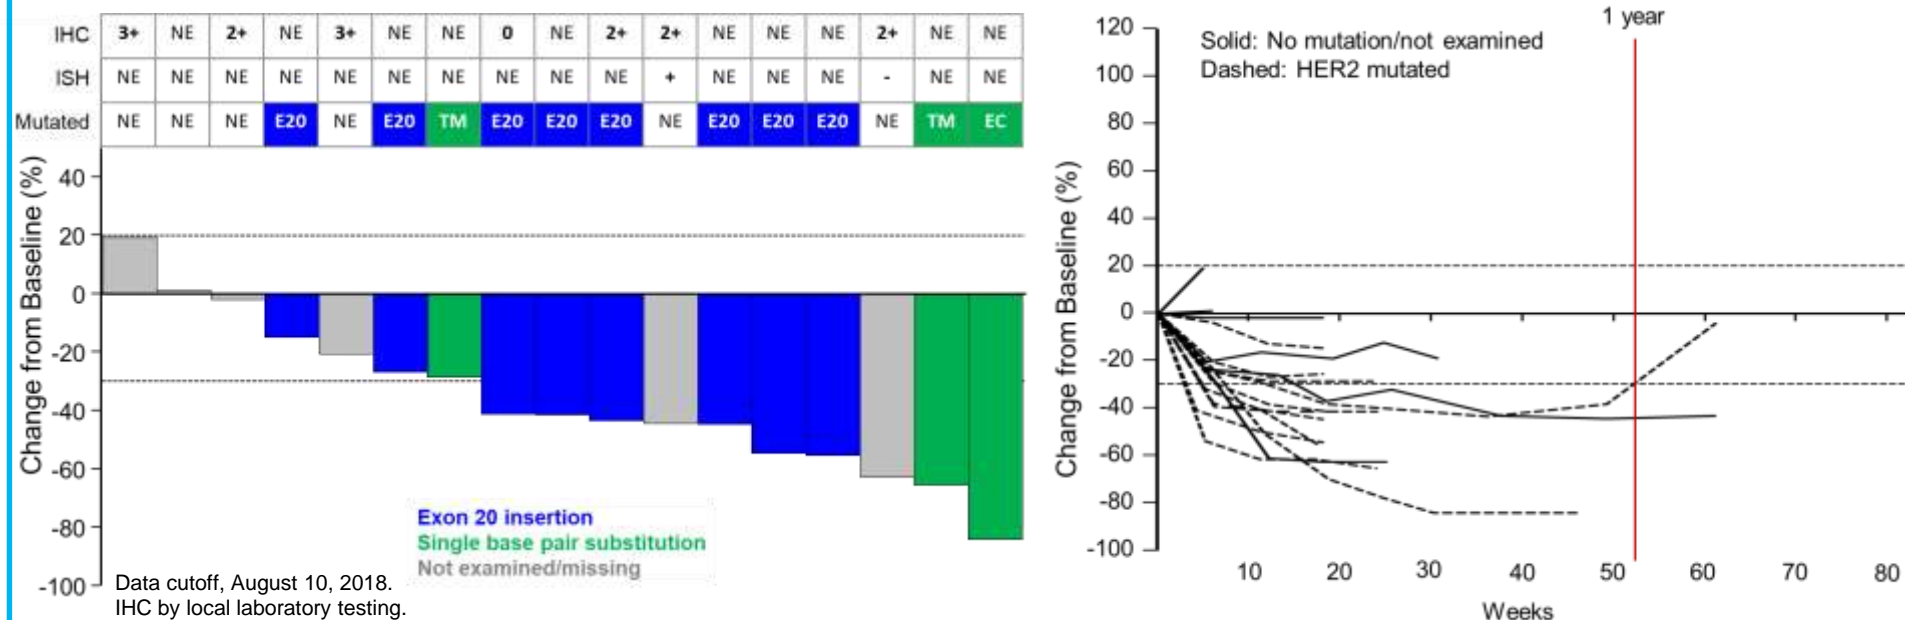 IHC 3+ NE 2+ NE 3+ NE NE 0 NE 2+ 2+ NE NE NE 2+ NE NE
ISH NE NE NE NE NE NE NE NE NE NE + NE NE NE - NE NE
Mutated NE NE NE E20 NE E20 TM E20 E20 E20 NE E20 E20 E20 NE TM EC
Change from Baseline (%)
40
20
0
-20
-40
-60
-80
-100
Exon 20 insertion
Single base pair substitution
Not examined/missing
Data cutoff, August 10, 2018.
IHC by local laboratory testing.
1 year
Solid: No mutation/not examined
Dashed: HER2 mutated
Change from Baseline (%)
120
100
80
60
40
20
0
-20
-40
-60
-80
-100
10 20 30 40 50 60 70 80
Weeks